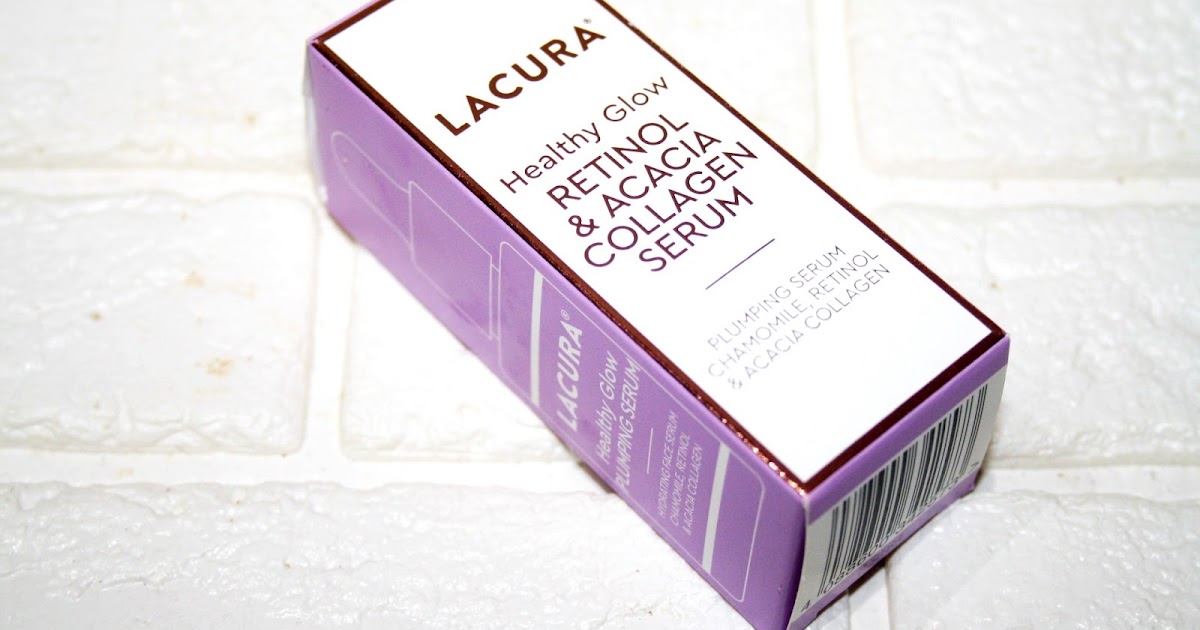 LACURA®
Healthy Glow
RETINOL
& ACACIA
COLLAGEN
SERUM
PLUMPING SERUM
CHAMOMILE, RETINOL
& ACACIA COLLAGEN
LACURA®
Healthy Glow
PLUMPING SERUM
HYDRATING FACE SERUM
CHAMOMILE, RETINOL
& ACACIA COLLAGEN